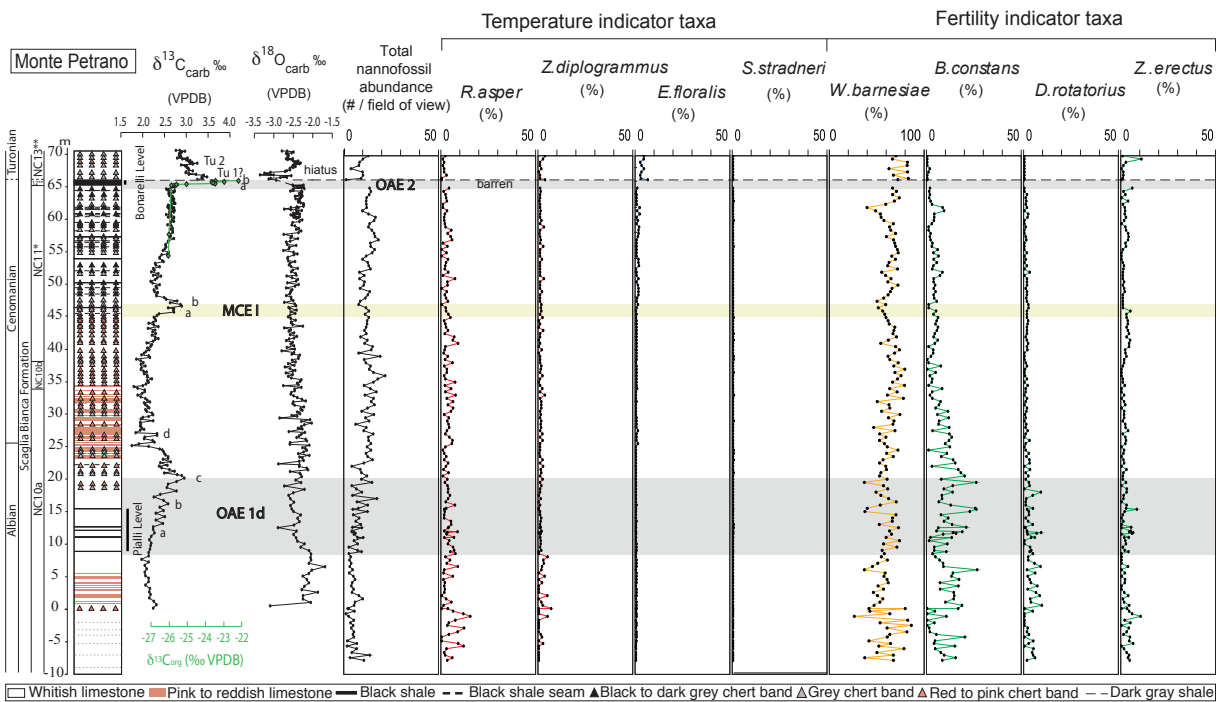 Temperature indicator taxa
Fertility indicator taxa
Monte Petrano
δ13Ccarb ‰
(VPDB)
δ18Ocarb ‰
(VPDB)
Total
nannofossil
abundance
(# / field of view)
R.asper
(%)
Z.diplogrammus
(%)
E.floralis
(%)
S.stradneri
(%)
W.barnesiae
(%)
B.constans
(%)
D.rotatorius
(%)
Z..erectus
(%)
1.5 2.0 2.5 3.0 3.5 4.0
-3.5 -3.0 -2.5 -2.0 -1.5
0 50
0 50
0 50
0 50
0 50
0 100
0 50
0 50
0 50
m
70
65
60
55
50
45
40
35
30
25
20
15
10
5
0
-5
-10
Turonian
Cenomanian
Albian
Scaglia Bianca Formation
NC13**
NC11*
NC10b
NC10a
Bonarelli Level
Pialli Level
Tu 2
Tu 1?
b
a
hiatus
OAE 2
barren
b
a
MCE I
d
c
b
a
OAE 1d
-27 -26 -25 -24 -23 -22
δ13Corg (‰ VPDB)
Whitish limestone Pink to reddish limestone Black shale Black shale seam Black to dark grey chert band Grey chert band Red to pink chert band Dark gray shale